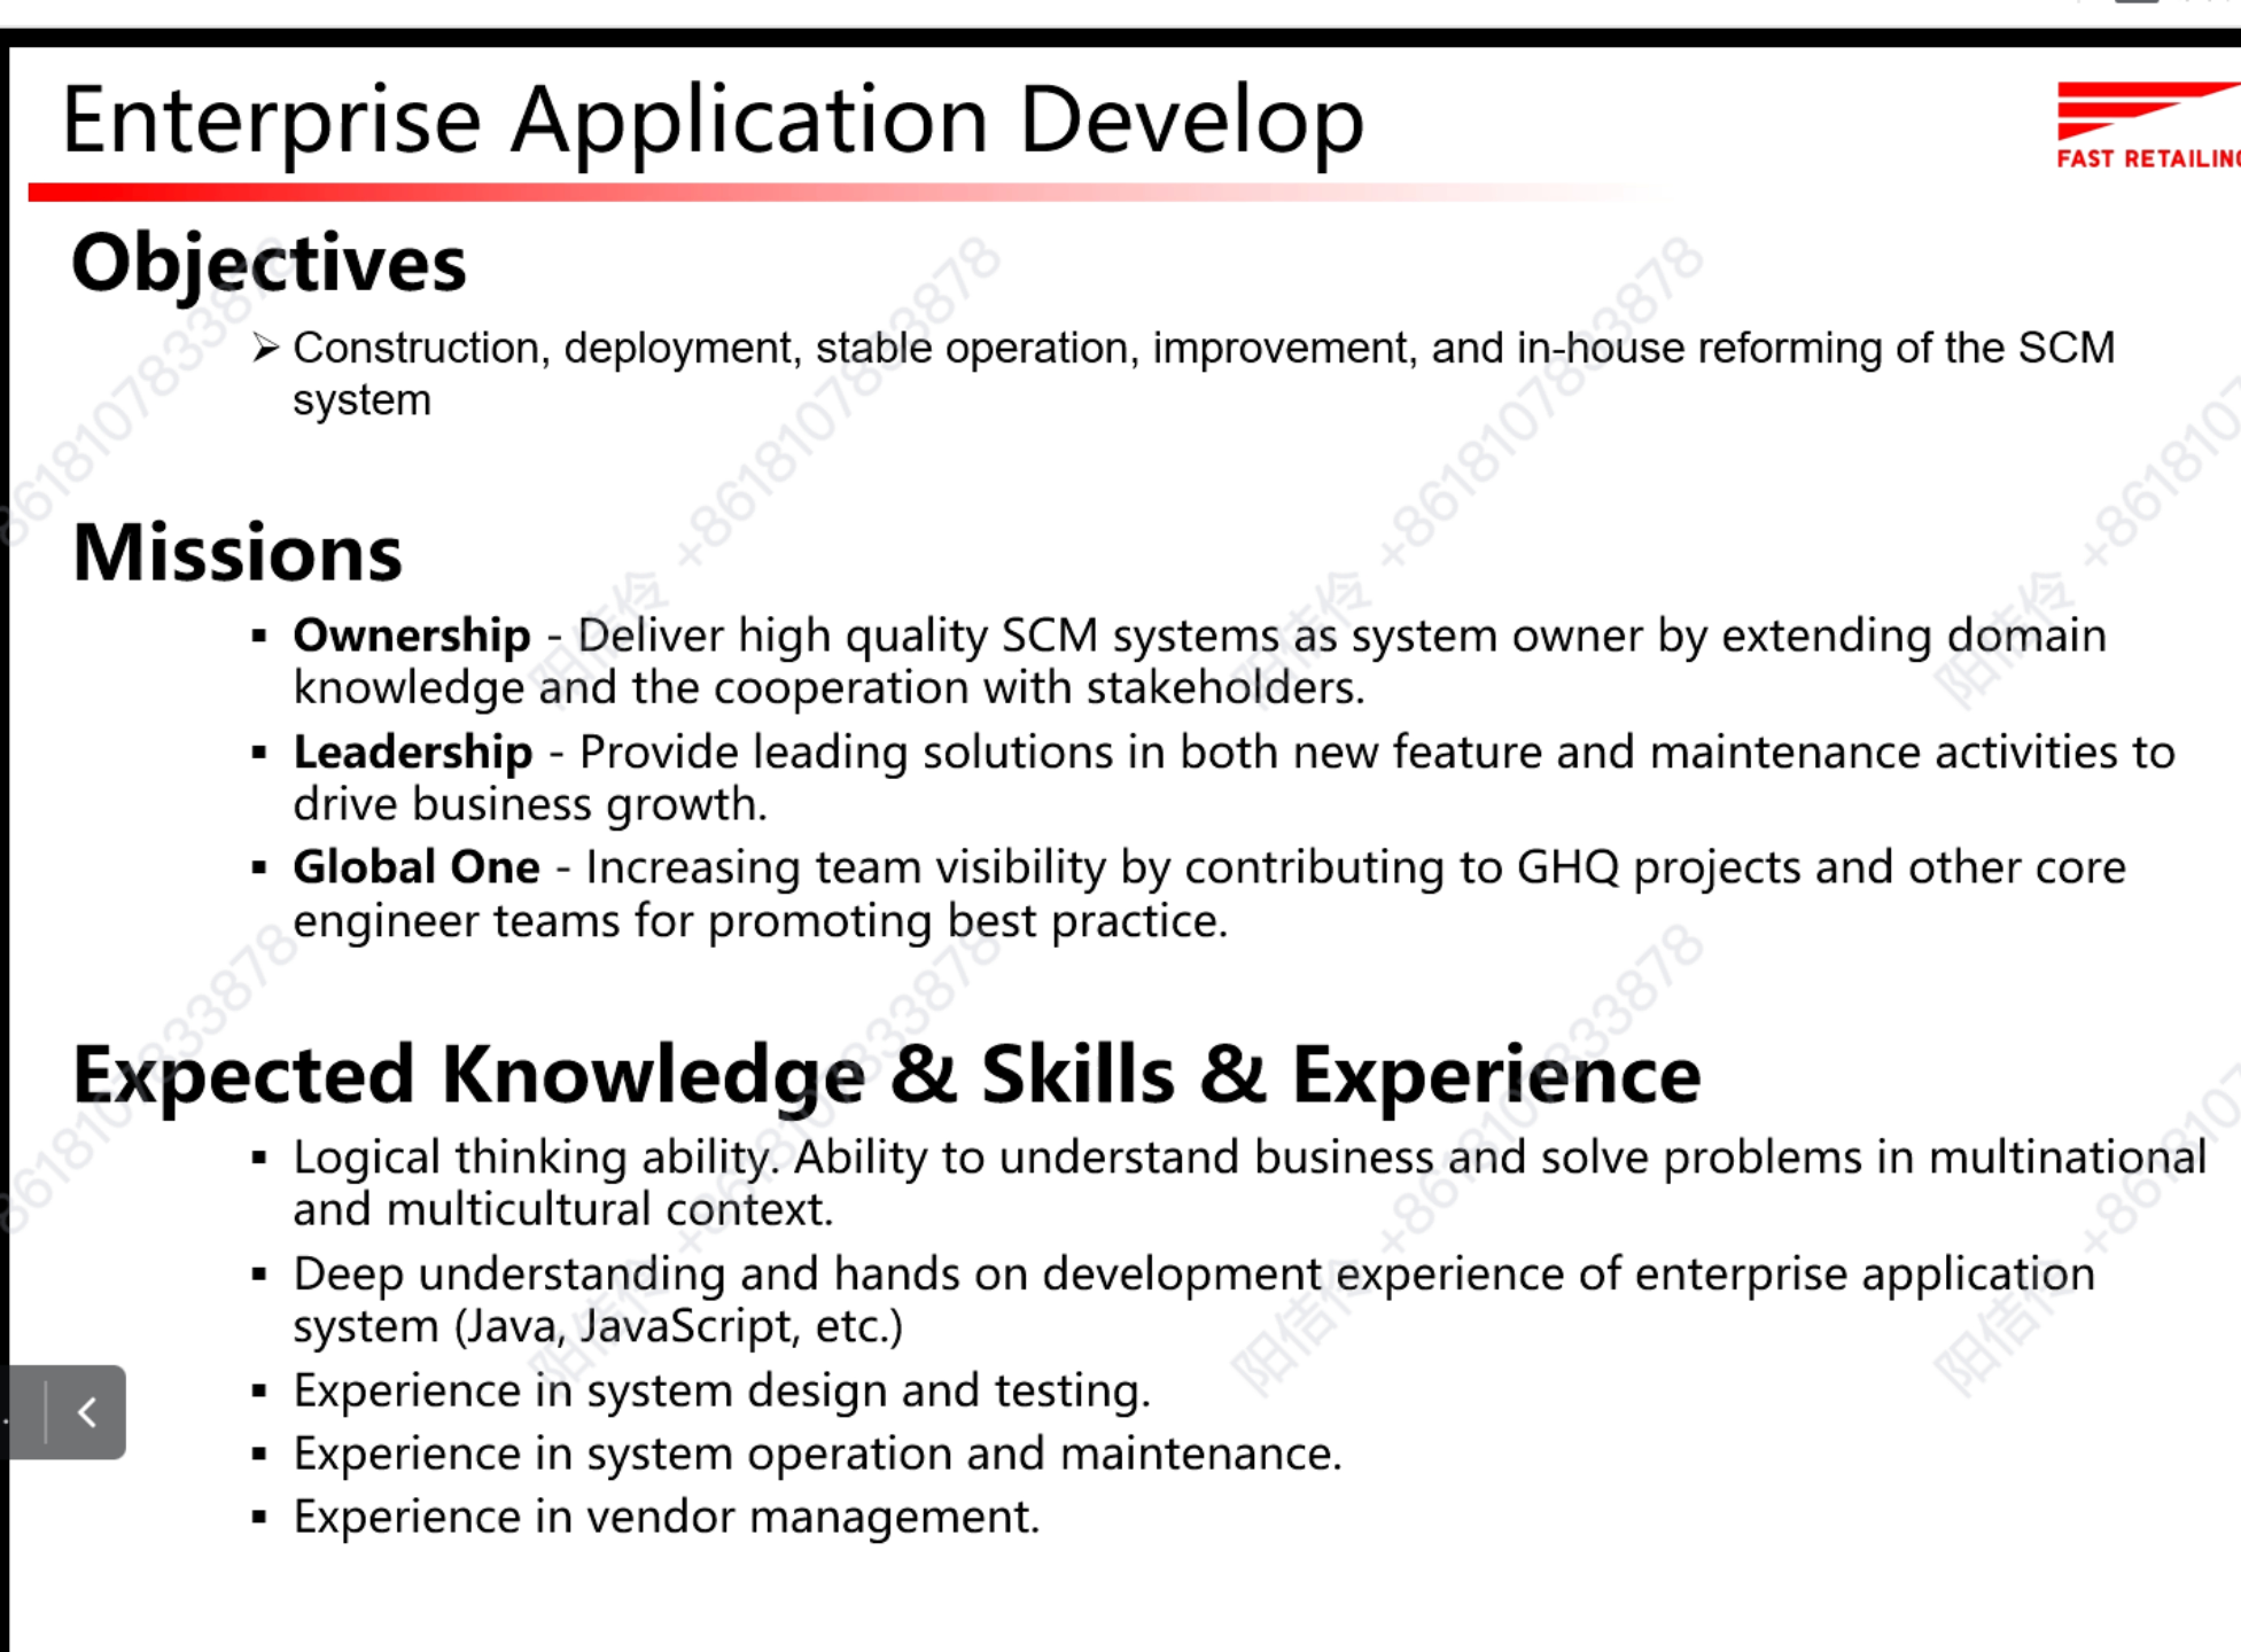 Enterprise Application Develop
FAST RETAILING
Objectives
➢ Construction, deployment, stable operation, improvement, and in-house reforming of the SCM
system
Missions
▪ Ownership - Deliver high quality SCM systems as system owner by extending domain
knowledge and the cooperation with stakeholders.
▪ Leadership - Provide leading solutions in both new feature and maintenance activities to
drive business growth.
▪ Global One - Increasing team visibility by contributing to GHQ projects and other core
engineer teams for promoting best practice.
Expected Knowledge & Skills & Experience
▪ Logical thinking ability. Ability to understand business and solve problems in multinational
and multicultural context.
▪ Deep understanding and hands on development experience of enterprise application
system (Java, JavaScript, etc.)
▪ Experience in system design and testing.
▪ Experience in system operation and maintenance.
▪ Experience in vendor management.
阳佶伶 +8618107833878